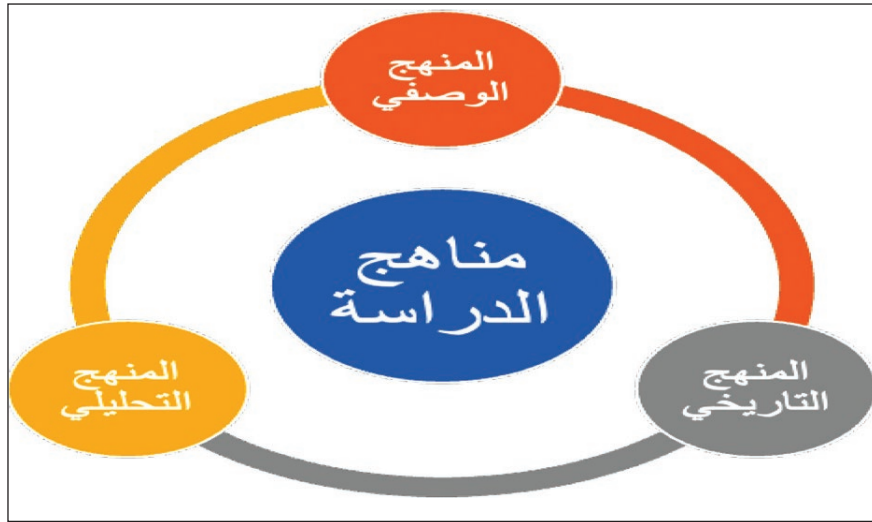 المنهج
الوصفي
مناهج
الدراسة
المنهج
التاريخي
المنهج
التحليلي